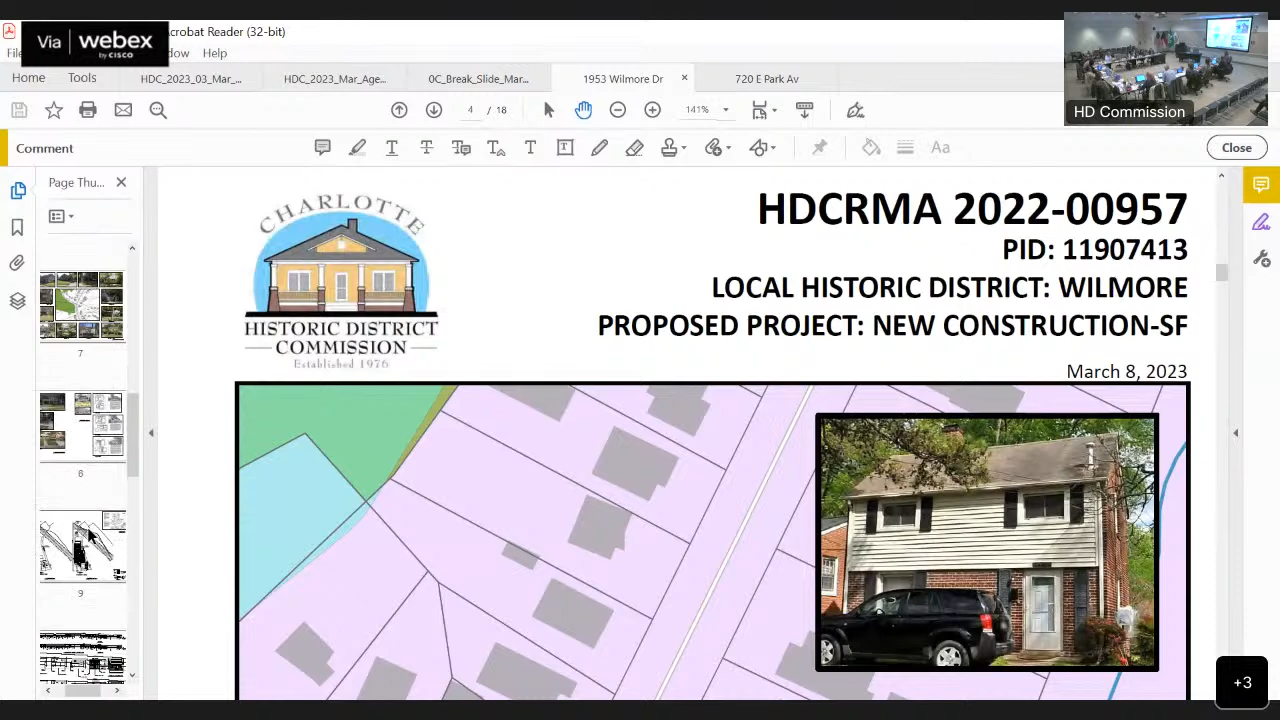 Via webex by CISCO
Acrobat Reader (32-bit)
Help
Home
Tools
HDC_2023_03_Mar_...
HDC_2023_Mar_Age...
0C_Break_Slide_Mar...
1953 Wilmore Dr
720 E Park Av
4 / 18
141%
HD Commission
Comment
Aa
Close
Page Thu...
CHARLOTTE
HISTORIC DISTRICT
COMMISSION
Established 1976
HDCRMA 2022-00957
PID: 11907413
LOCAL HISTORIC DISTRICT: WILMORE
PROPOSED PROJECT: NEW CONSTRUCTION-SF
March 8, 2023
7
8
9
+3